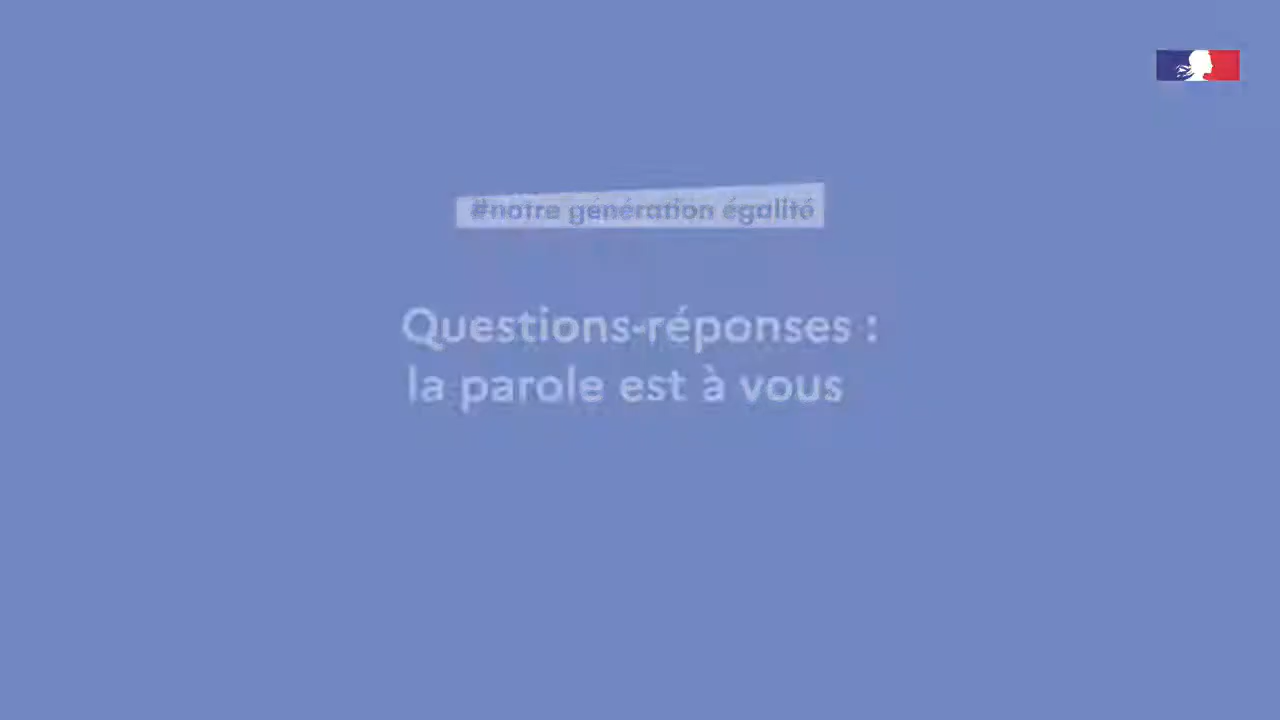 #notre génération égalité
Questions-réponses :
la parole est à vous